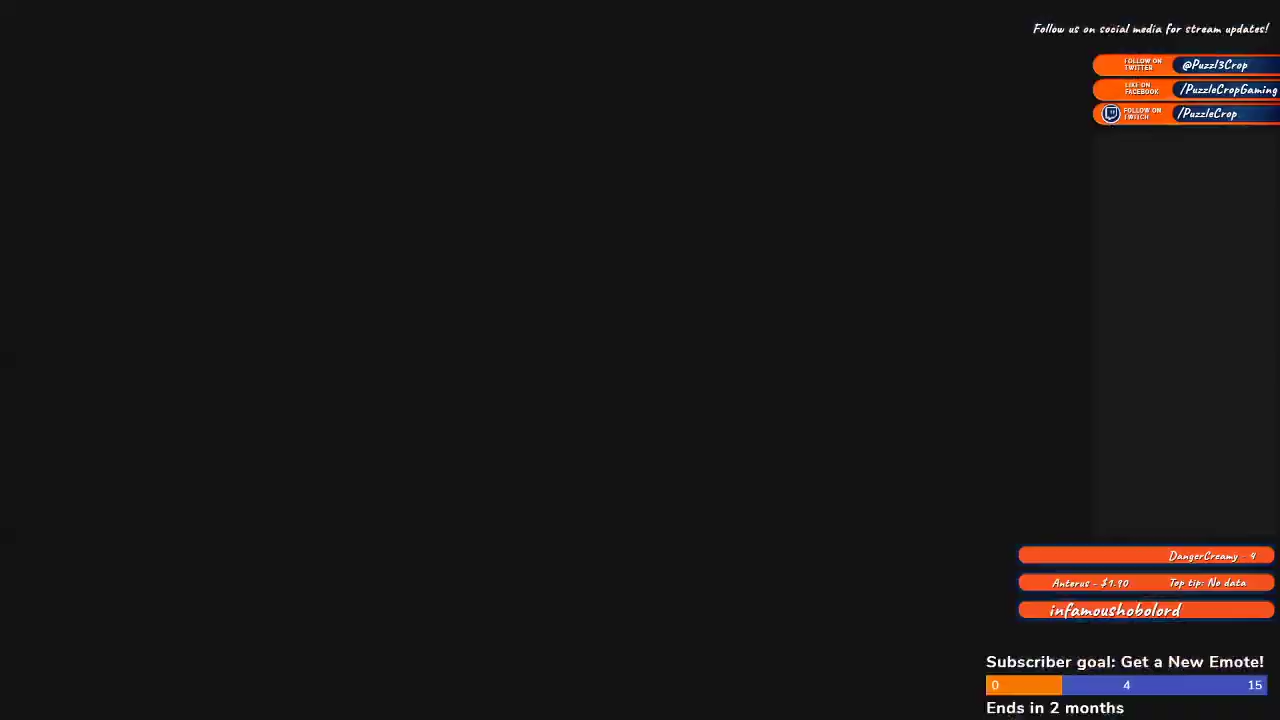 Follow us on social media for stream updates!
FOLLOW ON
TWITTER
@Puzzl3Crop
LIKE ON
FACEBOOK
/PuzzleCropGaming
FOLLOW ON
TWITCH
/PuzzleCrop
DangerCreamy - 4
Anterus - $1.90 Top tip: No data
infamoushobolord
Subscriber goal: Get a New Emote!
0 4 15
Ends in 2 months